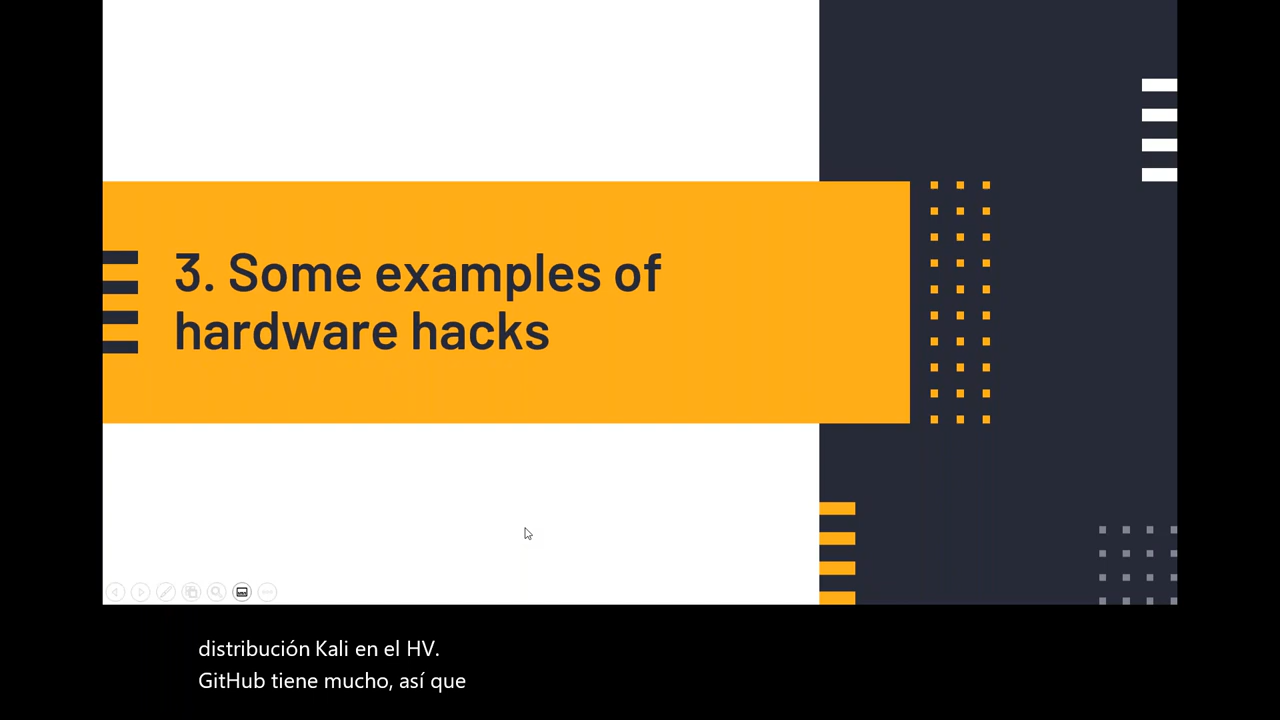 3. Some examples of
hardware hacks
distribución Kali en el HV.
GitHub tiene mucho, así que